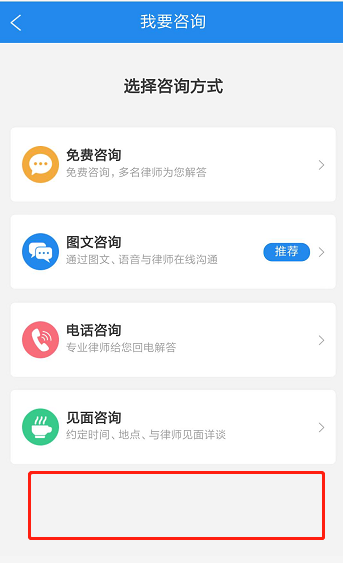 我要咨询
选择咨询方式
免费咨询
免费咨询，多名律师为您解答
图文咨询
通过图文、语音与律师在线沟通
推荐
电话咨询
专业律师给您回电解答
见面咨询
约定时间、地点、与律师见面详谈